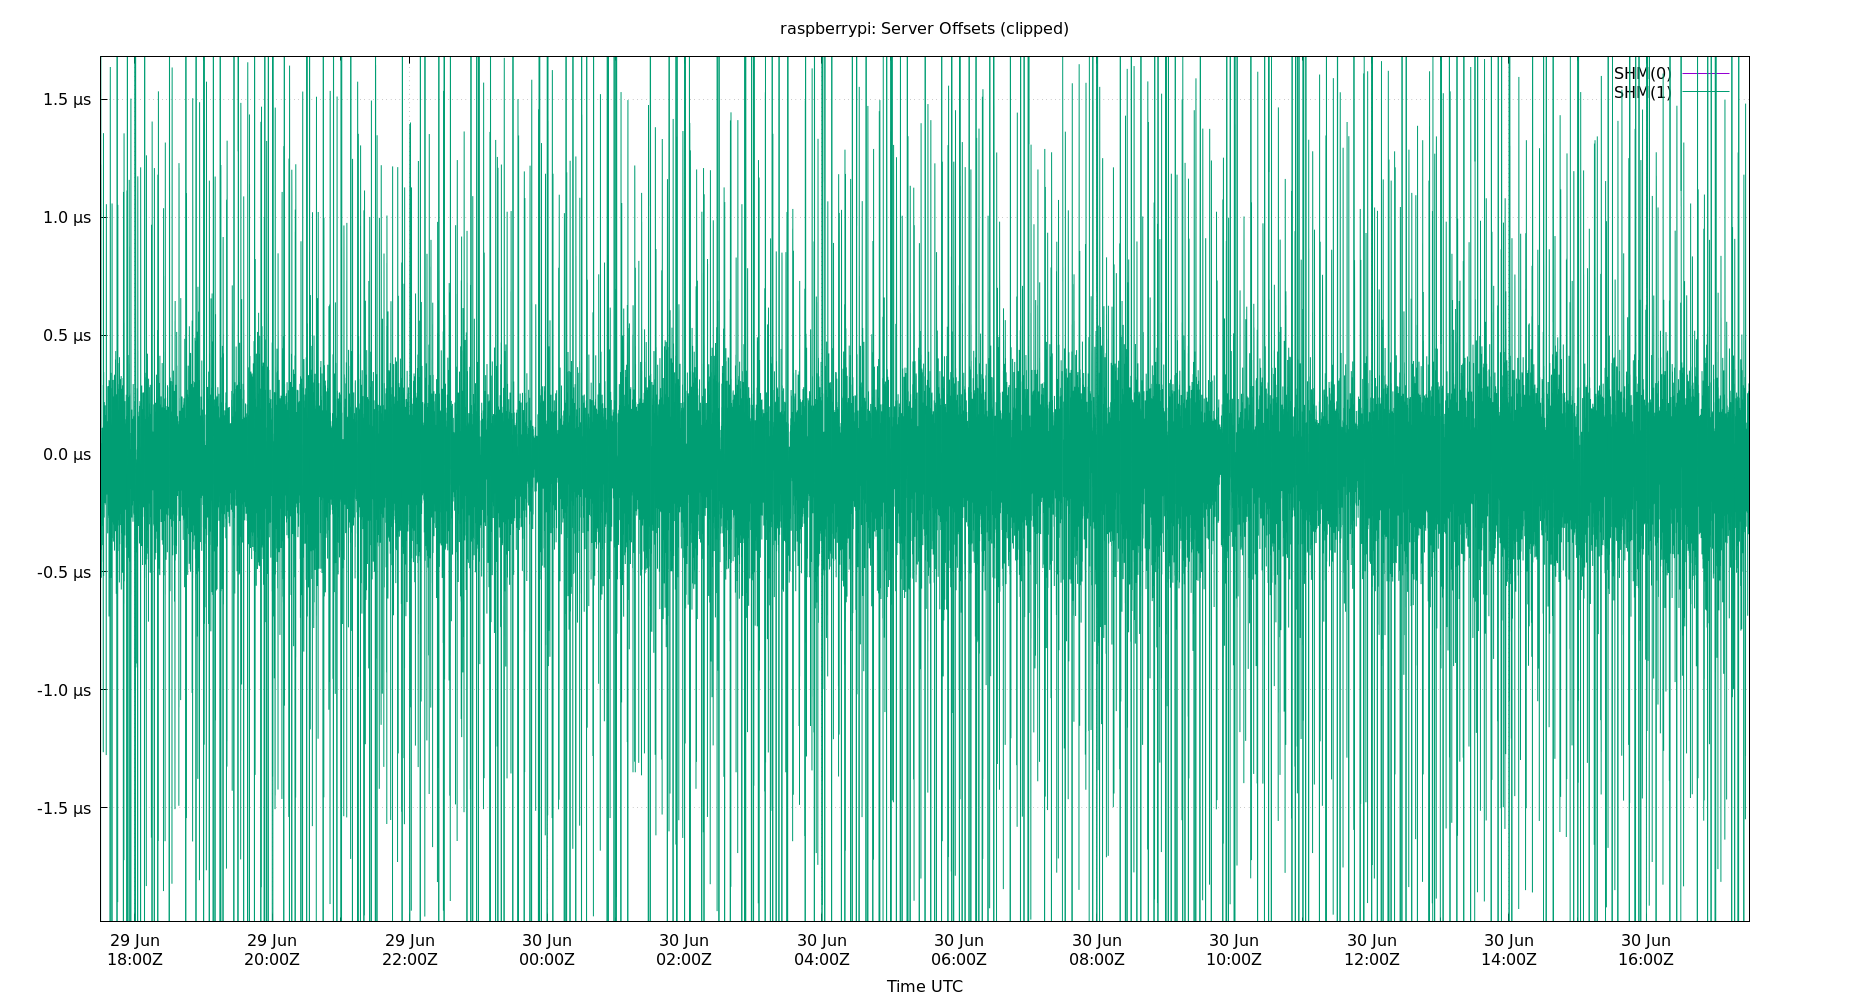 raspberrypi: Server Offsets (clipped)
SHM(0)
SHM(1)
1.5 µs
1.0 µs
0.5 µs
0.0 µs
-0.5 µs
-1.0 µs
-1.5 µs
29 Jun 29 Jun 29 Jun 30 Jun 30 Jun 30 Jun 30 Jun 30 Jun 30 Jun 30 Jun 30 Jun 30 Jun
18:00Z 20:00Z 22:00Z 00:00Z 02:00Z 04:00Z 06:00Z 08:00Z 10:00Z 12:00Z 14:00Z 16:00Z
Time UTC